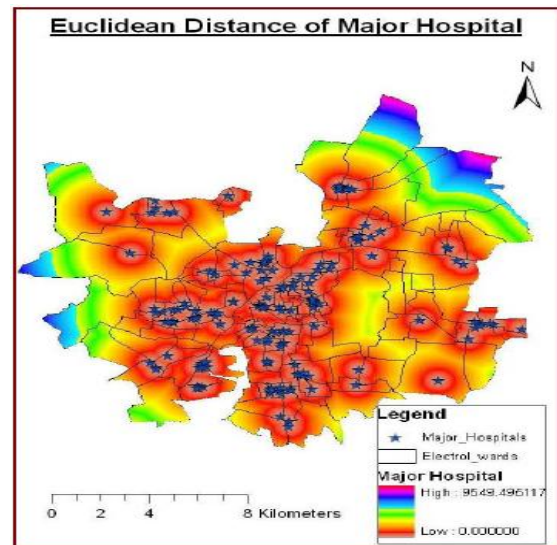 Euclidean Distance of Major Hospital
N
Legend
Major_Hospitals
Electrol_wards
Major Hospital
High : 9549.495117
Low : 0.000000
0 2 4 8 Kilometers